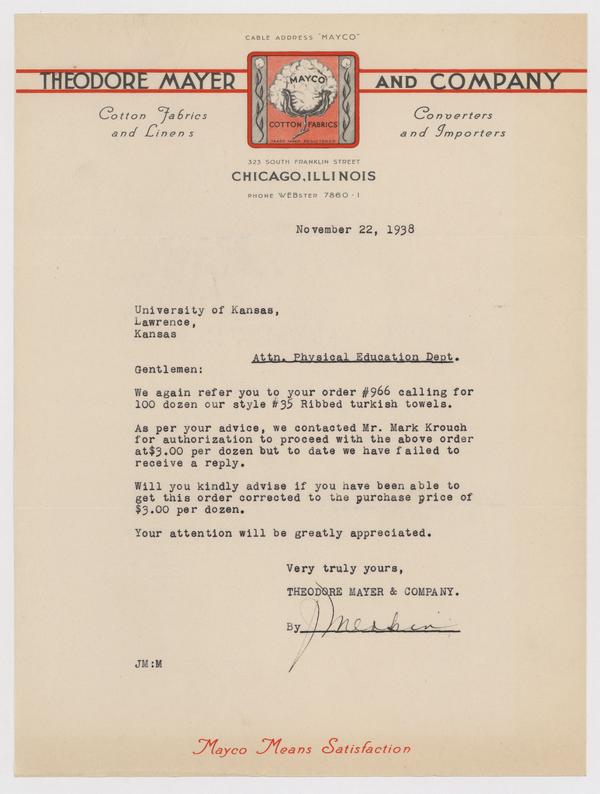 CABLE ADDRESS "MAYCO"
THEODORE MAYER AND COMPANY
MAYCO
COTTON FABRICS
TRADE MARK REGISTERED
Cotton Fabrics
and Linens
Converters
and Importers
323 SOUTH FRANKLIN STREET
CHICAGO, ILLINOIS
PHONE WEBSTER 7860-1
November 22, 1938
University of Kansas,
Lawrence,
Kansas
Attn. Physical Education Dept.
Gentlemen:
We again refer you to your order #966 calling for
100 dozen our style #35 Ribbed turkish towels.
As per your advice, we contacted Mr. Mark Krouch
for authorization to proceed with the above order
at$3.00 per dozen but to date we have failed to
receive a reply.
Will you kindly advise if you have been able to
get this order corrected to the purchase price of
$3.00 per dozen.
Your attention will be greatly appreciated.
Very truly yours,
THEODORE MAYER & COMPANY.
By
JM:M
Mayco Means Satisfaction